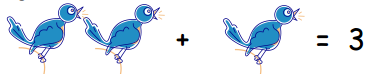 + = 3